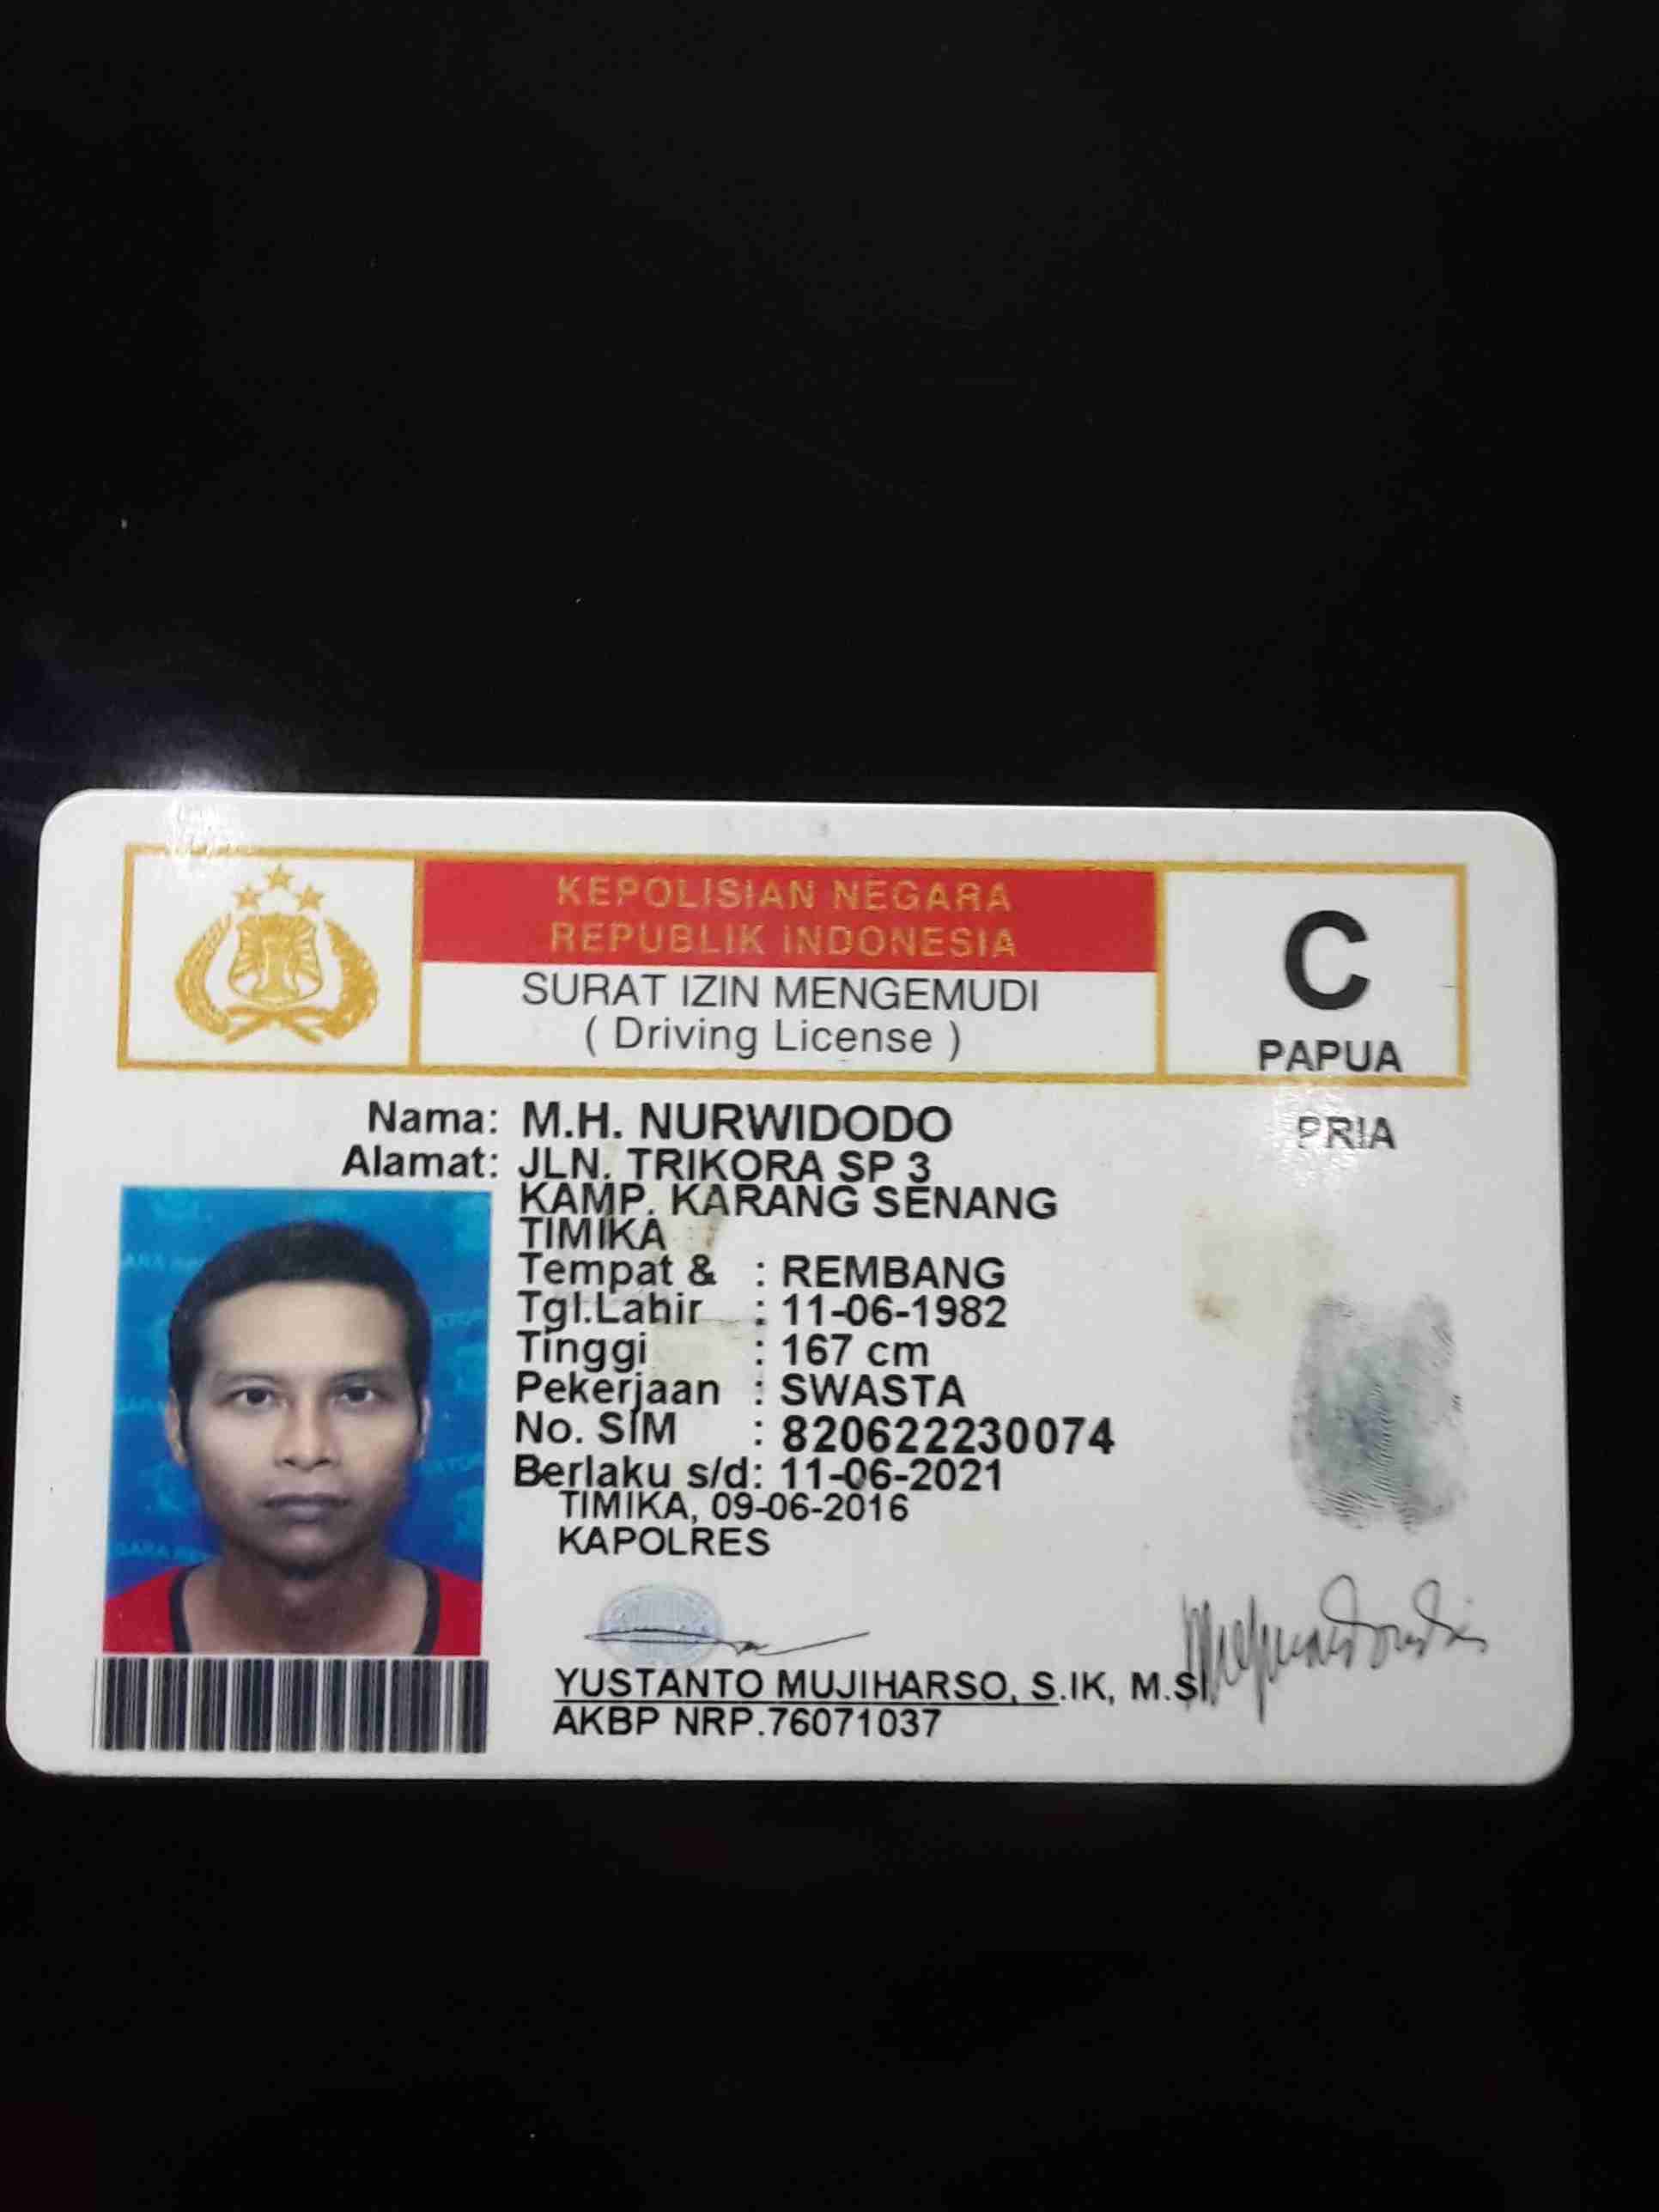 KEPOLISIAN NEGARA
REPUBLIK INDONESIA
SURAT IZIN MENGEMUDI
( Driving License )
C
PAPUA
PRIA
Nama: M.H. NURWIDODO
Alamat: JLN. TRIKORA SP 3
KAMP. KARANG SENANG
TIMIKA
Tempat & : REMBANG
Tgl.Lahir : 11-06-1982
Tinggi : 167 cm
Pekerjaan : SWASTA
No. SIM : 820622230074
Berlaku s/d: 11-06-2021
TIMIKA, 09-06-2016
KAPOLRES
YUSTANTO MUJIHARSO, S.IK, M.SI
AKBP NRP.76071037